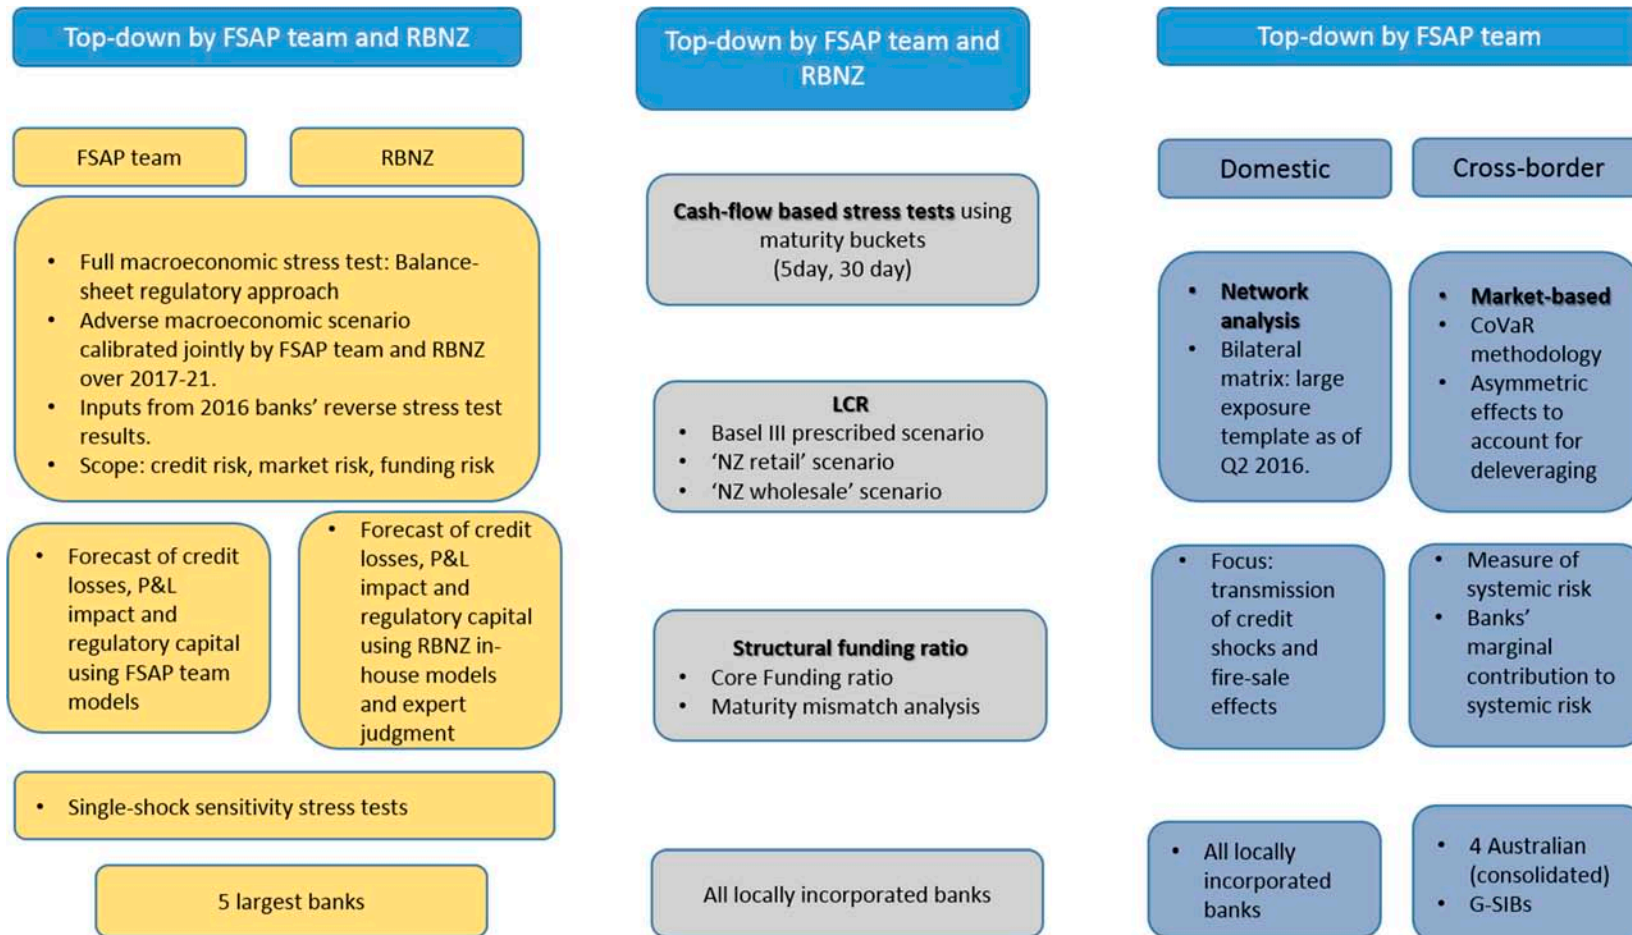 Top-down by FSAP team and RBNZ
FSAP team
RBNZ
• Full macroeconomic stress test: Balance-
sheet regulatory approach
• Adverse macroeconomic scenario
calibrated jointly by FSAP team and RBNZ
over 2017-21.
• Inputs from 2016 banks’ reverse stress test
results.
• Scope: credit risk, market risk, funding risk
• Forecast of credit
losses, P&L
impact and
regulatory capital
using FSAP team
models
• Forecast of credit
losses, P&L
impact and
regulatory capital
using RBNZ in-
house models
and expert
judgment
• Single-shock sensitivity stress tests
5 largest banks
Top-down by FSAP team and
RBNZ
Cash-flow based stress tests using
maturity buckets
(5day, 30 day)
LCR
• Basel III prescribed scenario
• ‘NZ retail’ scenario
• ‘NZ wholesale’ scenario
Structural funding ratio
• Core Funding ratio
• Maturity mismatch analysis
All locally incorporated banks
Top-down by FSAP team
Domestic
Cross-border
• Network
analysis
• Bilateral
matrix: large
exposure
template as of
Q2 2016.
• Market-based
• CoVaR
methodology
• Asymmetric
effects to
account for
deleveraging
• Focus:
transmission
of credit
shocks and
fire-sale
effects
• Measure of
systemic risk
• Banks’
marginal
contribution to
systemic risk
• All locally
incorporated
banks
• 4 Australian
(consolidated)
• G-SIBs